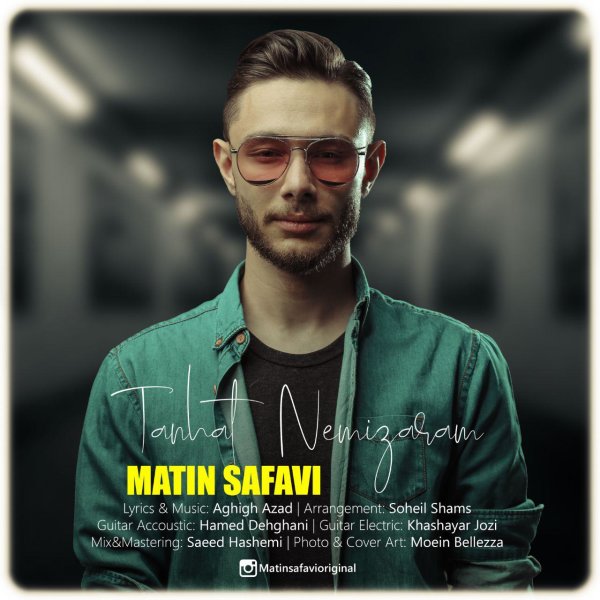 Tanhat Nemizaram
MATIN SAFAVI
Lyrics & Music: Aghigh Azad | Arrangement: Soheil Shams
Guitar Accoustic: Hamed Dehghani | Guitar Electric: Khashayar Jozi
Mix&Mastering: Saeed Hashemi | Photo & Cover Art: Moein Bellezza
Matinsafavioriginal